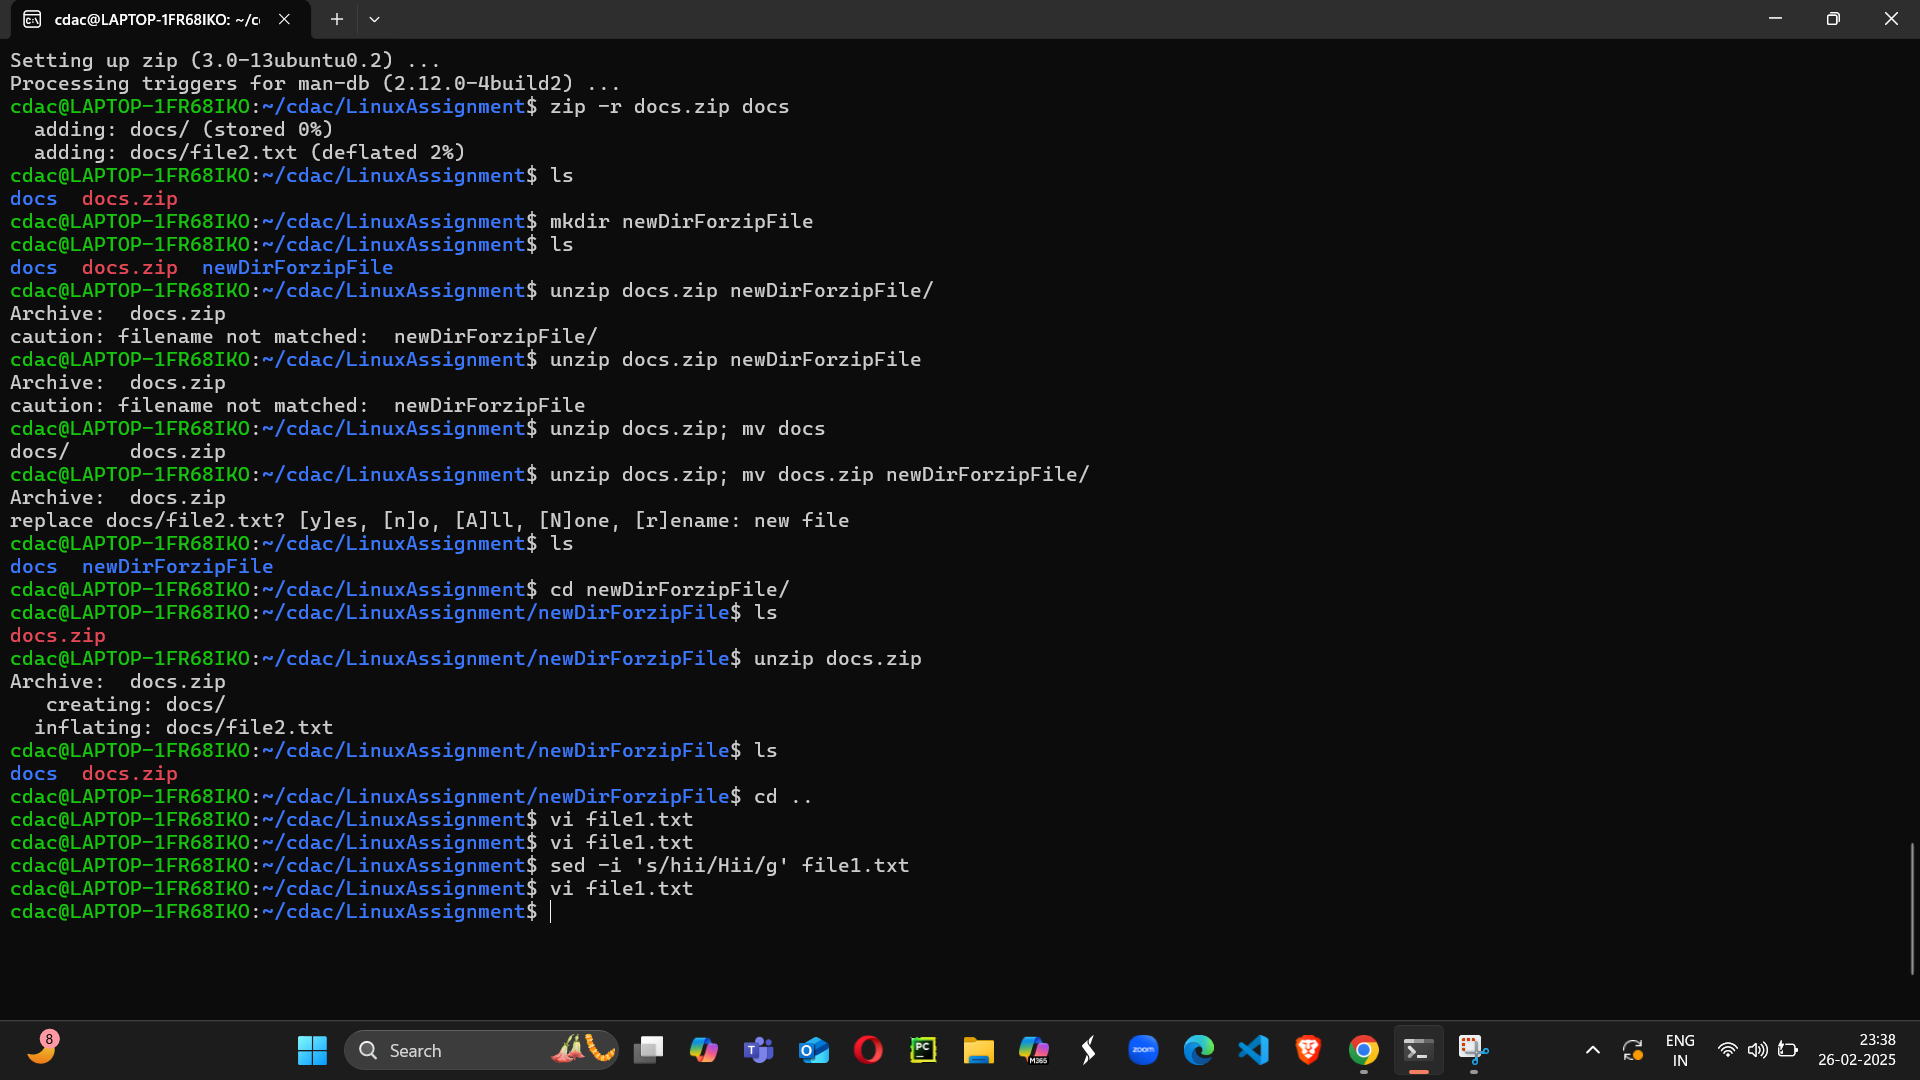 cdac@LAPTOP-1FR68IKO: ~/c
Setting up zip (3.0-13ubuntu0.2) ...
Processing triggers for man-db (2.12.0-4build2) ...
cdac@LAPTOP-1FR68IKO:~/cdac/LinuxAssignment$ zip -r docs.zip docs
  adding: docs/ (stored 0%)
  adding: docs/file2.txt (deflated 2%)
cdac@LAPTOP-1FR68IKO:~/cdac/LinuxAssignment$ ls
docs  docs.zip
cdac@LAPTOP-1FR68IKO:~/cdac/LinuxAssignment$ mkdir newDirForzipFile
cdac@LAPTOP-1FR68IKO:~/cdac/LinuxAssignment$ ls
docs  docs.zip  newDirForzipFile
cdac@LAPTOP-1FR68IKO:~/cdac/LinuxAssignment$ unzip docs.zip newDirForzipFile/
Archive:  docs.zip
caution: filename not matched:  newDirForzipFile/
cdac@LAPTOP-1FR68IKO:~/cdac/LinuxAssignment$ unzip docs.zip newDirForzipFile
Archive:  docs.zip
caution: filename not matched:  newDirForzipFile
cdac@LAPTOP-1FR68IKO:~/cdac/LinuxAssignment$ unzip docs.zip; mv docs
docs/     docs.zip
cdac@LAPTOP-1FR68IKO:~/cdac/LinuxAssignment$ unzip docs.zip; mv docs.zip newDirForzipFile/
Archive:  docs.zip
replace docs/file2.txt? [y]es, [n]o, [A]ll, [N]one, [r]ename: new file
cdac@LAPTOP-1FR68IKO:~/cdac/LinuxAssignment$ ls
docs  newDirForzipFile
cdac@LAPTOP-1FR68IKO:~/cdac/LinuxAssignment$ cd newDirForzipFile/
cdac@LAPTOP-1FR68IKO:~/cdac/LinuxAssignment/newDirForzipFile$ ls
docs.zip
cdac@LAPTOP-1FR68IKO:~/cdac/LinuxAssignment/newDirForzipFile$ unzip docs.zip
Archive:  docs.zip
   creating: docs/
  inflating: docs/file2.txt
cdac@LAPTOP-1FR68IKO:~/cdac/LinuxAssignment/newDirForzipFile$ ls
docs  docs.zip
cdac@LAPTOP-1FR68IKO:~/cdac/LinuxAssignment/newDirForzipFile$ cd ..
cdac@LAPTOP-1FR68IKO:~/cdac/LinuxAssignment$ vi file1.txt
cdac@LAPTOP-1FR68IKO:~/cdac/LinuxAssignment$ vi file1.txt
cdac@LAPTOP-1FR68IKO:~/cdac/LinuxAssignment$ sed -i 's/hii/Hii/g' file1.txt
cdac@LAPTOP-1FR68IKO:~/cdac/LinuxAssignment$ vi file1.txt
cdac@LAPTOP-1FR68IKO:~/cdac/LinuxAssignment$
8
Search
PC
M365
zoom
ENG
IN
23:38
26-02-2025